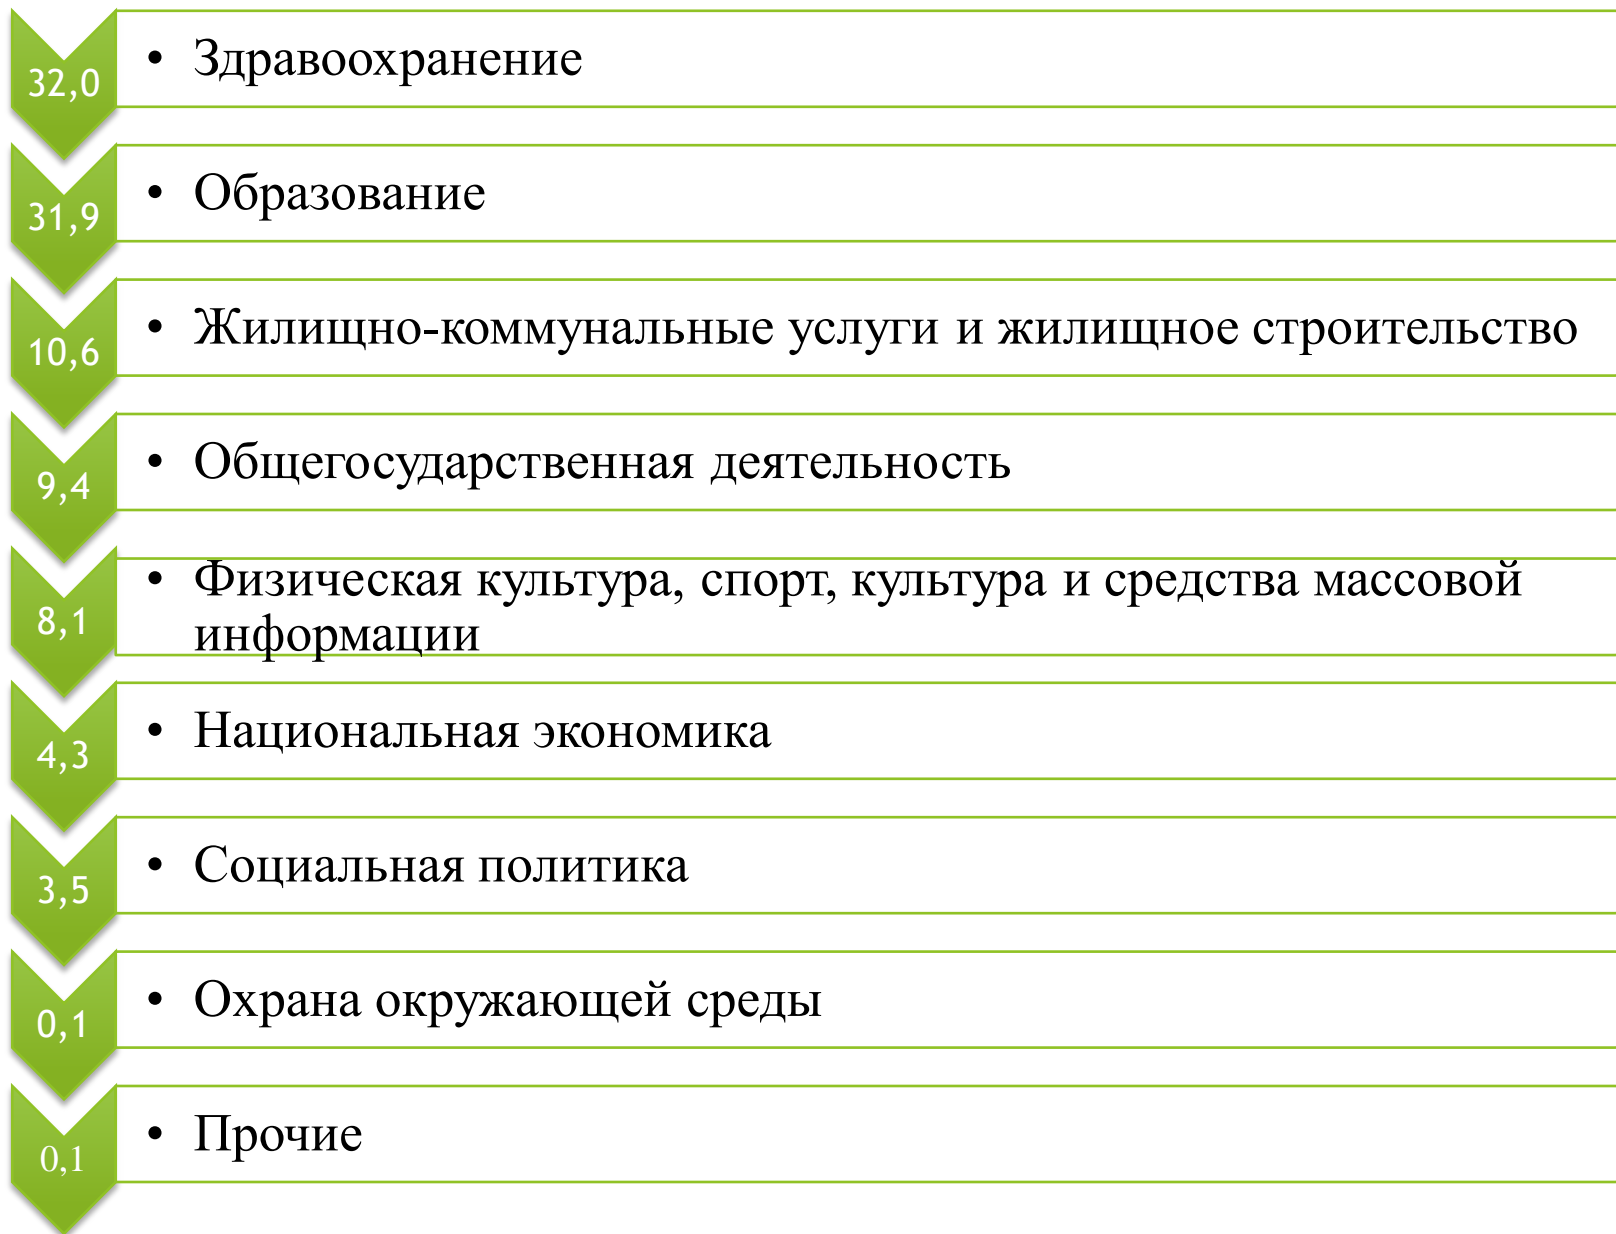 32,0
• Здравоохранение
31,9
• Образование
10,6
• Жилищно-коммунальные услуги и жилищное строительство
9,4
• Общегосударственная деятельность
8,1
• Физическая культура, спорт, культура и средства массовой
информации
4,3
• Национальная экономика
3,5
• Социальная политика
0,1
• Охрана окружающей среды
0,1
• Прочие